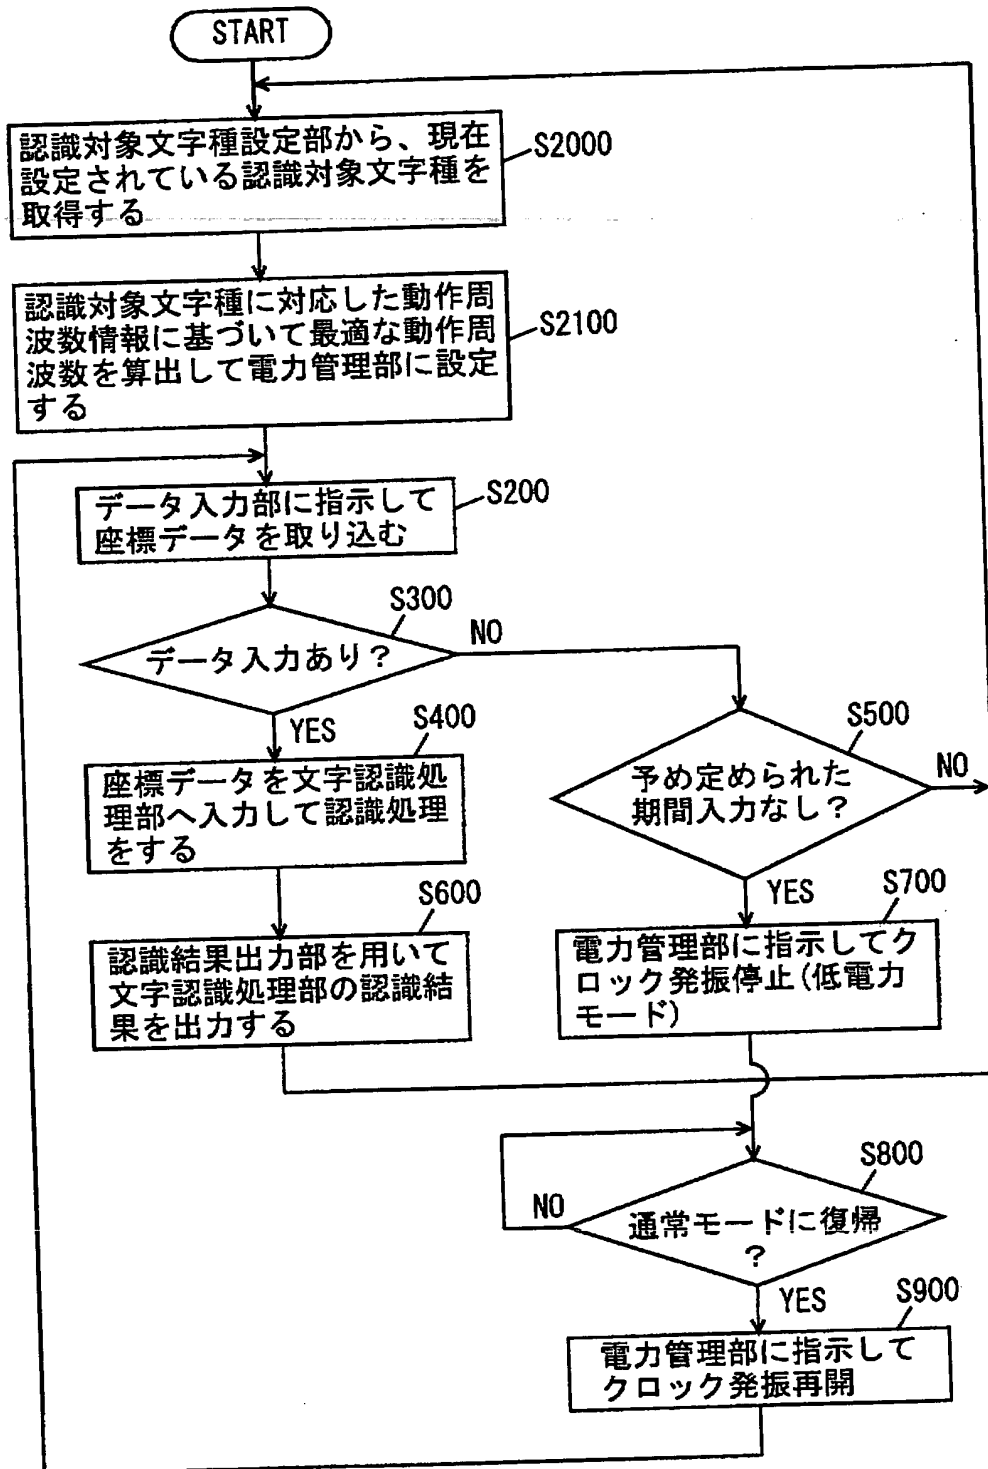 START
認識対象文字種設定部から、現在
設定されている認識対象文字種を
取得する
S2000
認識対象文字種に対応した動作周
波数情報に基づいて最適な動作周
波数を算出して電力管理部に設定
する
S2100
データ入力部に指示して
座標データを取り込む
S200
データ入力あり?
S300
NO
YES
座標データを文字認識処
理部へ入力して認識処理
をする
S400
予め定められた
期間入力なし?
S500
NO
YES
認識結果出力部を用いて
文字認識処理部の認識結
果を出力する
S600
電力管理部に指示してク
ロック発振停止(低電力
モード)
S700
通常モードに復帰
?
S800
NO
YES
電力管理部に指示して
クロック発振再開
S900